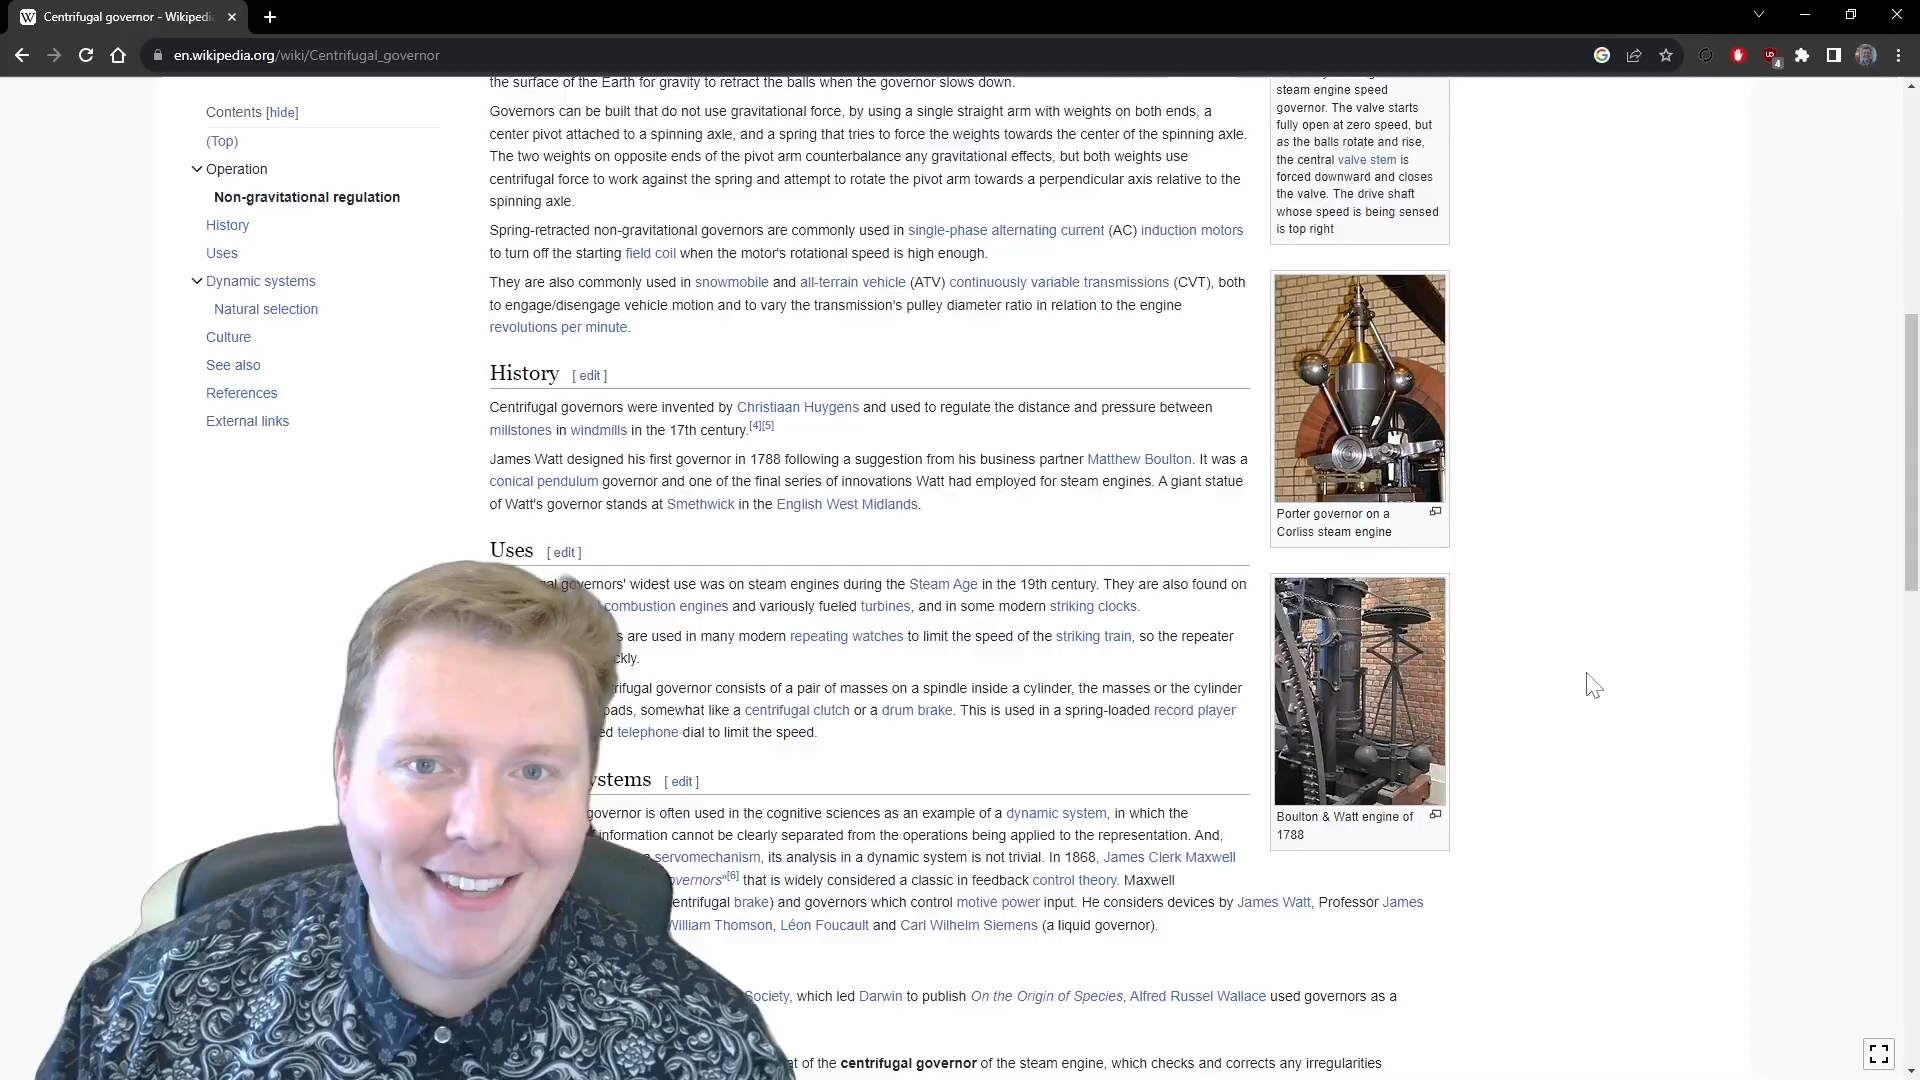 Centrifugal governor - Wikipedia
en.wikipedia.org/wiki/Centrifugal_governor
4
Contents [hide]
(Top)
Operation
Non-gravitational regulation
History
Uses
Dynamic systems
Natural selection
Culture
See also
References
External links
the surface of the Earth for gravity to retract the balls when the governor slows down.
Governors can be built that do not use gravitational force, by using a single straight arm with weights on both ends, a
center pivot attached to a spinning axle, and a spring that tries to force the weights towards the center of the spinning axle.
The two weights on opposite ends of the pivot arm counterbalance any gravitational effects, but both weights use
centrifugal force to work against the spring and attempt to rotate the pivot arm towards a perpendicular axis relative to the
spinning axle.
Spring-retracted non-gravitational governors are commonly used in single-phase alternating current (AC) induction motors
to turn off the starting field coil when the motor's rotational speed is high enough.
They are also commonly used in snowmobile and all-terrain vehicle (ATV) continuously variable transmissions (CVT), both
to engage/disengage vehicle motion and to vary the transmission's pulley diameter ratio in relation to the engine
revolutions per minute.
History [ edit ]
Centrifugal governors were invented by Christiaan Huygens and used to regulate the distance and pressure between
millstones in windmills in the 17th century.[4][5]
James Watt designed his first governor in 1788 following a suggestion from his business partner Matthew Boulton. It was a
conical pendulum governor and one of the final series of innovations Watt had employed for steam engines. A giant statue
of Watt's governor stands at Smethwick in the English West Midlands.
Uses [ edit ]
governors' widest use was on steam engines during the Steam Age in the 19th century. They are also found on
combustion engines and variously fueled turbines, and in some modern striking clocks.
are used in many modern repeating watches to limit the speed of the striking train, so the repeater
consists of a pair of masses on a spindle inside a cylinder, the masses or the cylinder
pads, somewhat like a centrifugal clutch or a drum brake. This is used in a spring-loaded record player
telephone dial to limit the speed.
systems [ edit ]
governor is often used in the cognitive sciences as an example of a dynamic system, in which the
information cannot be clearly separated from the operations being applied to the representation. And,
servomechanism, its analysis in a dynamic system is not trivial. In 1868, James Clerk Maxwell
overnors"[6] that is widely considered a classic in feedback control theory. Maxwell
entrifugal brake) and governors which control motive power input. He considers devices by James Watt, Professor James
William Thomson, Léon Foucault and Carl Wilhelm Siemens (a liquid governor).
Society, which led Darwin to publish On the Origin of Species, Alfred Russel Wallace used governors as a
of the centrifugal governor of the steam engine, which checks and corrects any irregularities
steam engine speed
governor. The valve starts
fully open at zero speed, but
as the balls rotate and rise,
the central valve stem is
forced downward and closes
the valve. The drive shaft
whose speed is being sensed
is top right
Porter governor on a
Corliss steam engine
Boulton & Watt engine of
1788